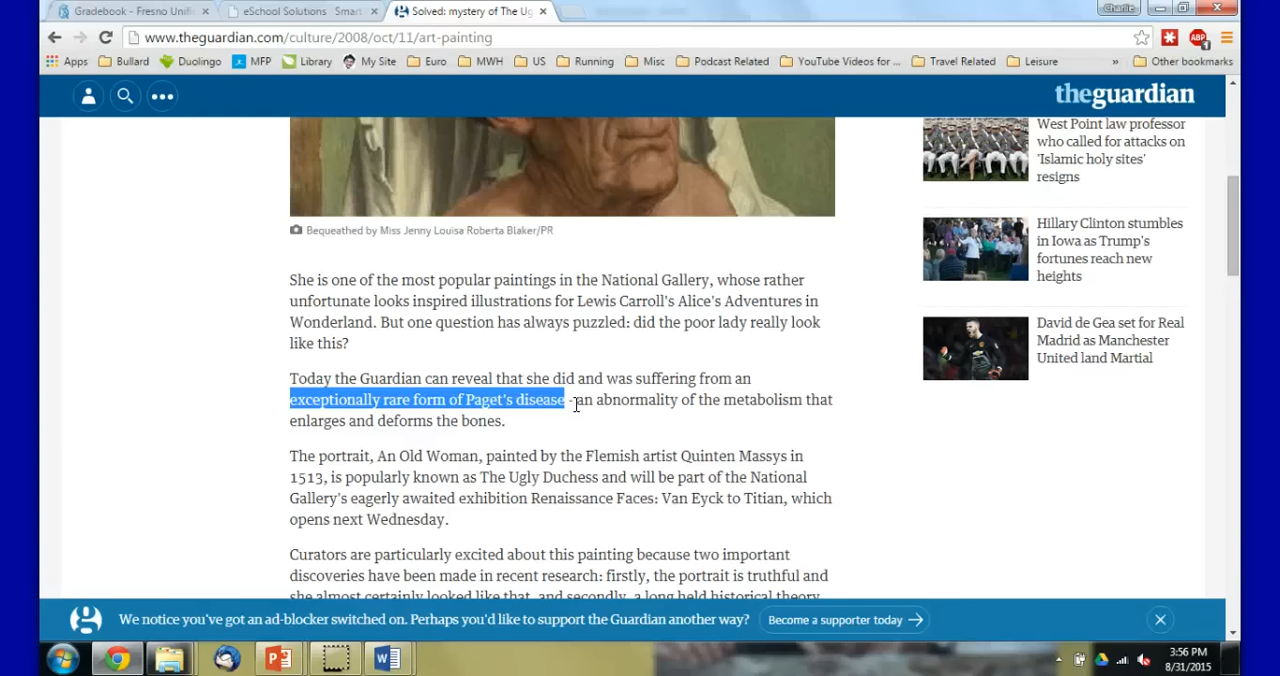 Gradebook - Fresno Unifi
eSchool Solutions Smart
Solved: mystery of The Ug
Charlie
www.theguardian.com/culture/2008/oct/11/art-painting
ABP
1
Apps
Bullard
Duolingo
MFP
Library
My Site
Euro
MWH
US
Running
Misc
Podcast Related
YouTube Videos for ...
Travel Related
Leisure
»
Other bookmarks
theguardian
West Point law professor
who called for attacks on
'Islamic holy sites'
resigns
Hillary Clinton stumbles
in Iowa as Trump's
fortunes reach new
heights
David de Gea set for Real
Madrid as Manchester
United land Martial
Bequeathed by Miss Jenny Louisa Roberta Blaker/PR
She is one of the most popular paintings in the National Gallery, whose rather
unfortunate looks inspired illustrations for Lewis Carroll's Alice's Adventures in
Wonderland. But one question has always puzzled: did the poor lady really look
like this?
Today the Guardian can reveal that she did and was suffering from an
exceptionally rare form of Paget's disease - an abnormality of the metabolism that
enlarges and deforms the bones.
The portrait, An Old Woman, painted by the Flemish artist Quinten Massys in
1513, is popularly known as The Ugly Duchess and will be part of the National
Gallery's eagerly awaited exhibition Renaissance Faces: Van Eyck to Titian, which
opens next Wednesday.
Curators are particularly excited about this painting because two important
discoveries have been made in recent research: firstly, the portrait is truthful and
she almost certainly looked like that, and secondly, a long held historical theory
We notice you've got an ad-blocker switched on. Perhaps you'd like to support the Guardian another way?
Become a supporter today
3:56 PM
8/31/2015